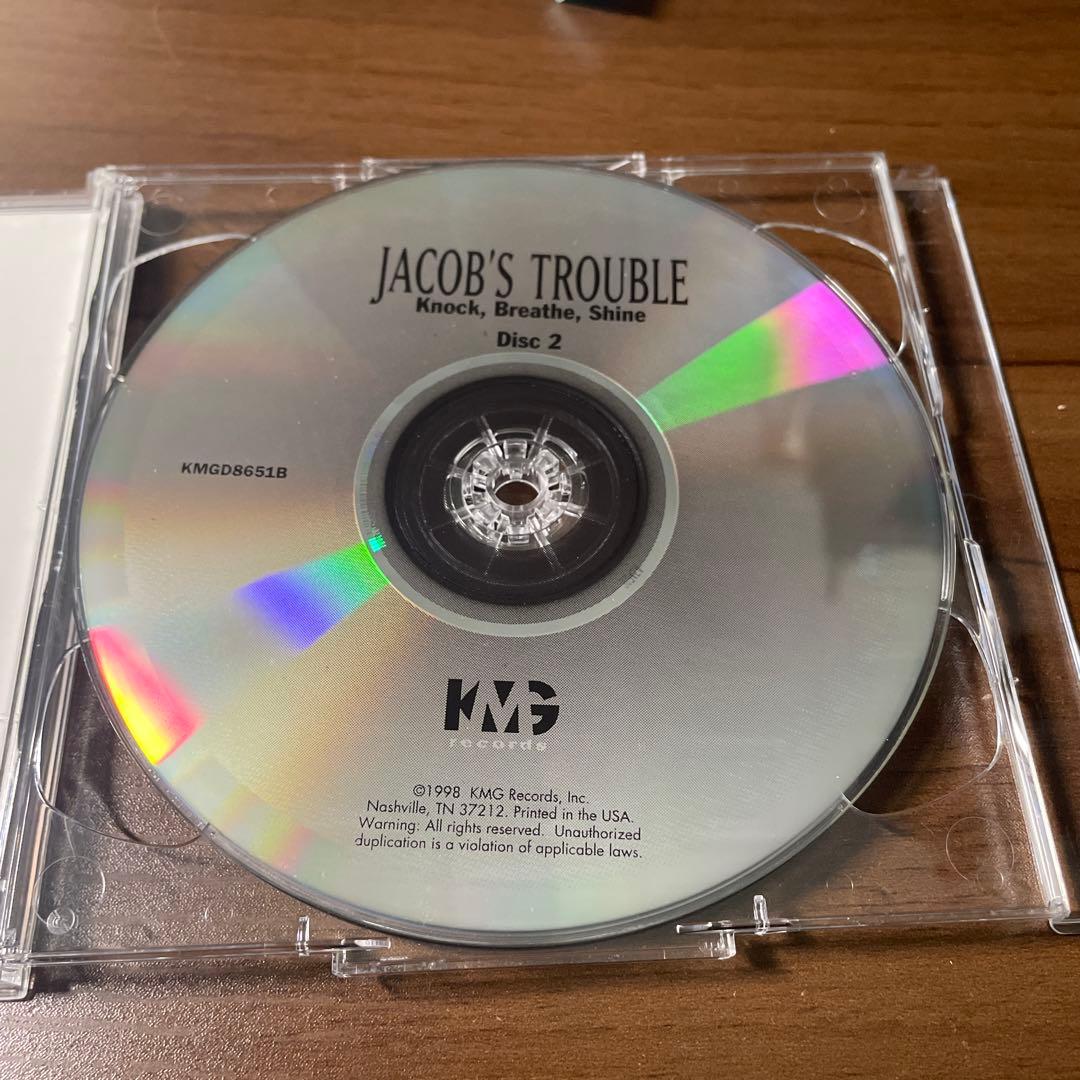 JACOB'S TROUBLE
Knock, Breathe, Shine
Disc 2
KMGD8651B
KMG
records
©1998 KMG Records, Inc.
Nashville, TN 37212. Printed in the USA.
Warning: All rights reserved. Unauthorized
duplication is a violation of applicable laws.